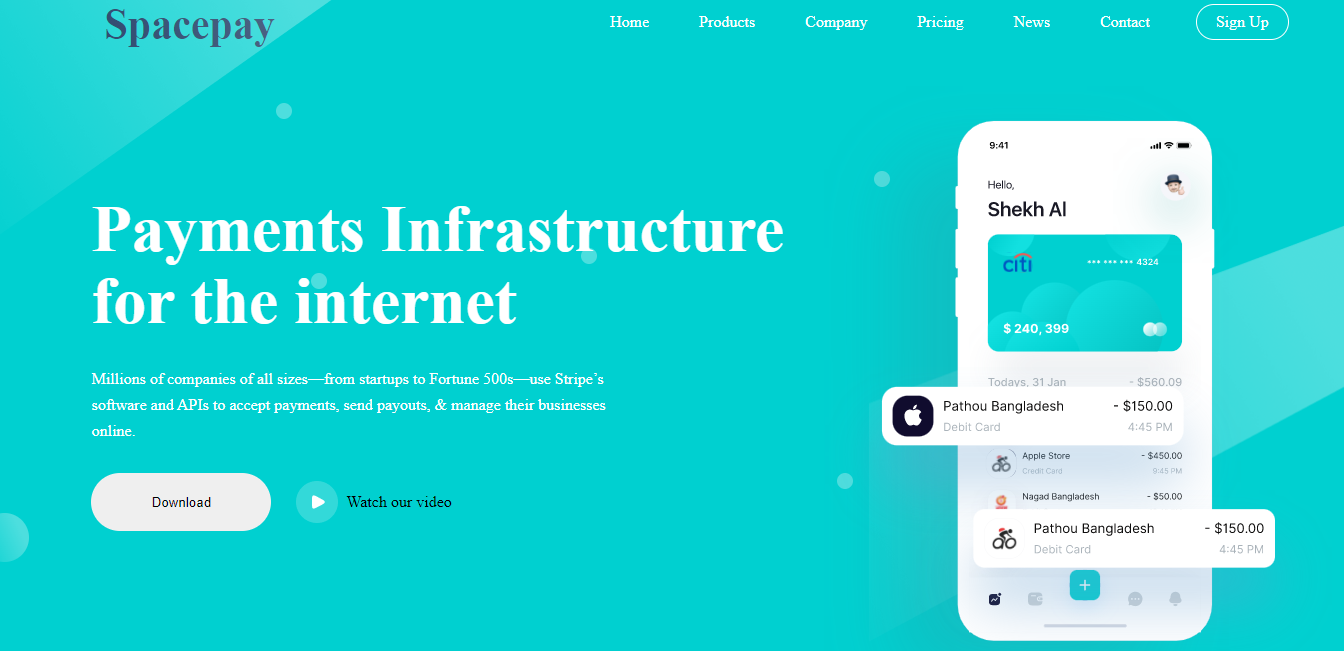 Spacepay
Home Products Company Pricing News Contact Sign Up
Payments Infrastructure
for the internet
Millions of companies of all sizes—from startups to Fortune 500s—use Stripe’s
software and APIs to accept payments, send payouts, & manage their businesses
online.
Download
Watch our video
9:41
Hello,
Shekh Al
citi
•••• •••• •••• 4324
$ 240, 399
Todays, 31 Jan - $560.09
Pathou Bangladesh - $150.00
Debit Card 4:45 PM
Apple Store - $450.00
Credit Card 9:45 PM
Nagad Bangladesh - $50.00
Pathou Bangladesh - $150.00
Debit Card 4:45 PM